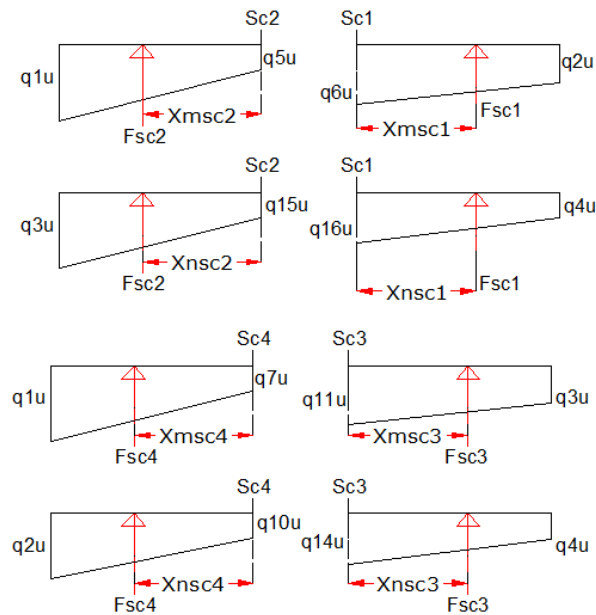 Sc2 Sc1
q1u q5u q6u q2u
Xmsc2 Xmsc1
Fsc2 Fsc1
Sc2 Sc1
q3u q15u q16u q4u
Xnsc2 Xnsc1
Fsc2 Fsc1
Sc4 Sc3
q1u q7u q11u q3u
Xmsc4 Xmsc3
Fsc4 Fsc3
Sc4 Sc3
q2u q10u q14u q4u
Xnsc4 Xnsc3
Fsc4 Fsc3